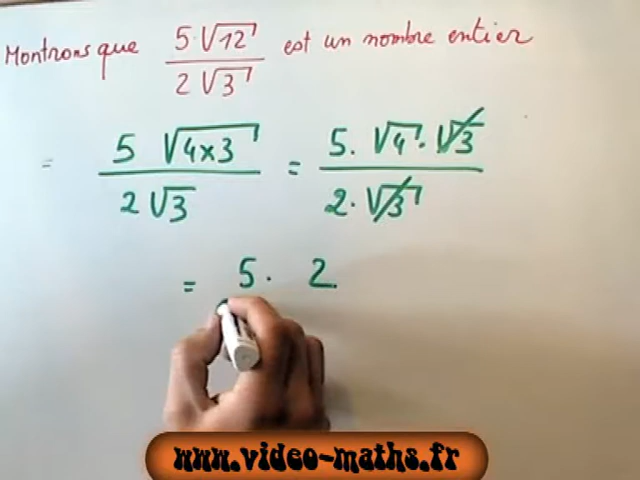 Montrons que 5·√12 / 2√3 est un nombre entier
= 5 √4×3 / 2√3 = 5·√4·√3 / 2·√3
= 5· 2
www.video-maths.fr